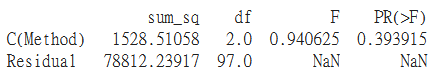 sum_sq df F PR(>F)
C(Method) 1528.51058 2.0 0.940625 0.393915
Residual 78812.23917 97.0 NaN NaN